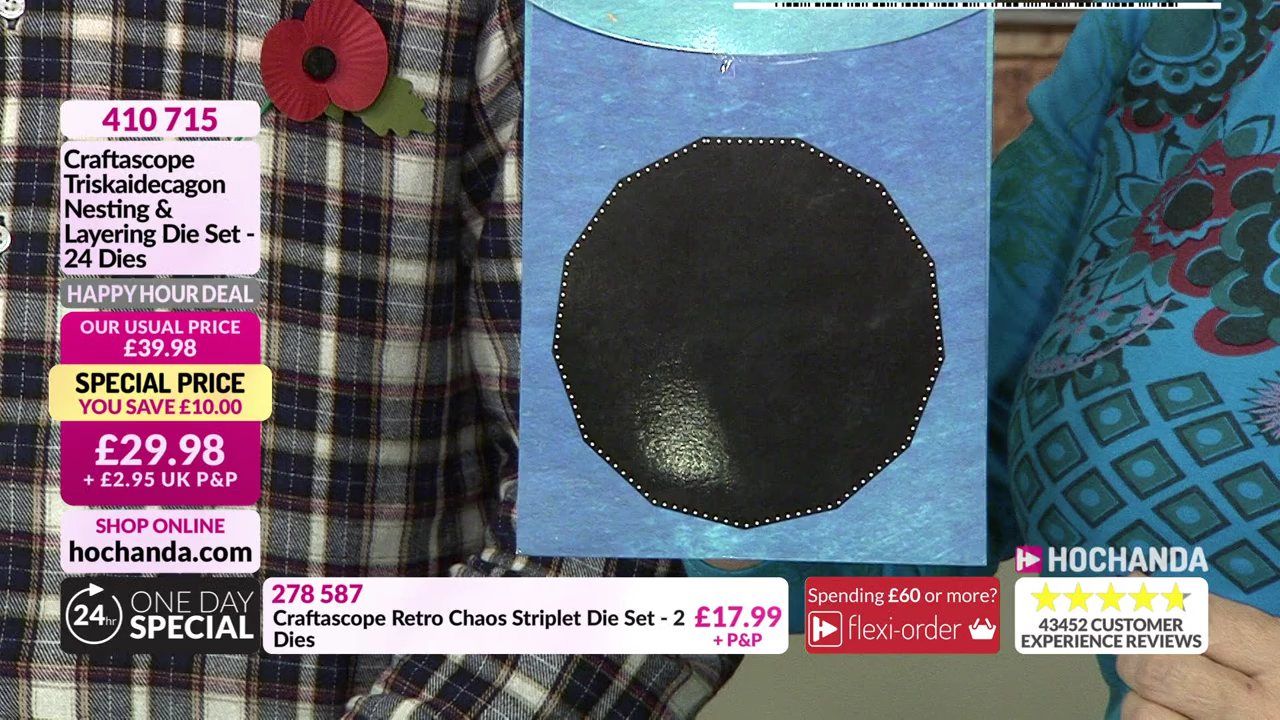 410 715
Craftascope
Triskaidecagon
Nesting &
Layering Die Set -
24 Dies
HAPPY HOUR DEAL
OUR USUAL PRICE
£39.98
SPECIAL PRICE
YOU SAVE £10.00
£29.98
+ £2.95 UK P&P
SHOP ONLINE
hochanda.com
24hr
ONE DAY
SPECIAL
278 587
Craftascope Retro Chaos Striplet Die Set - 2
Dies
£17.99
+ P&P
Spending £60 or more?
flexi-order
HOCHANDA
43452 CUSTOMER
EXPERIENCE REVIEWS